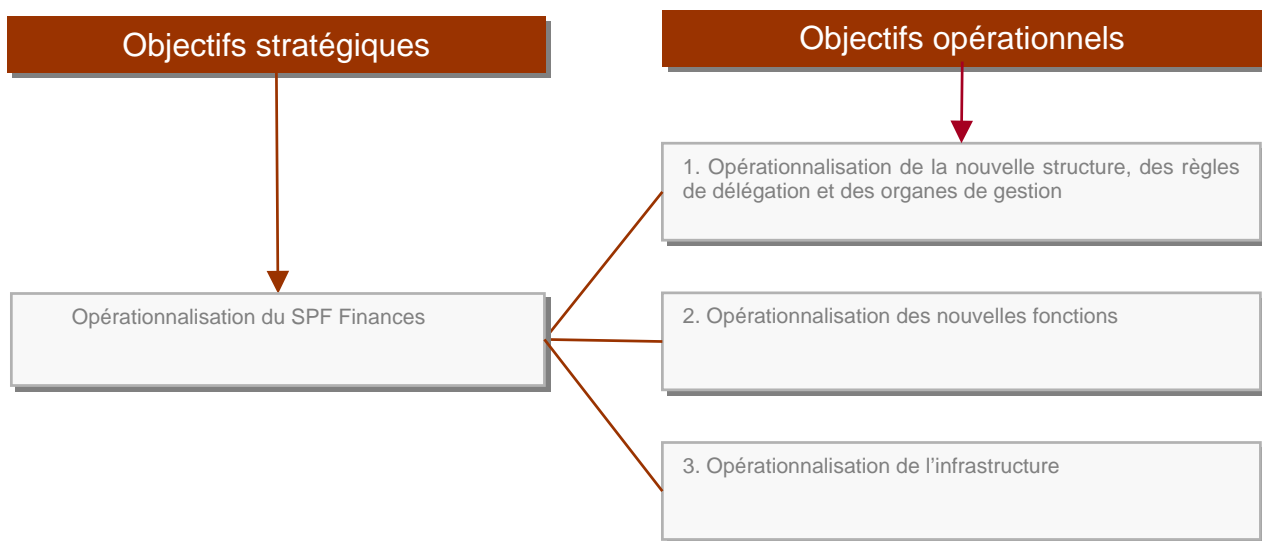 Objectifs stratégiques
Objectifs opérationnels
1. Opérationnalisation de la nouvelle structure, des règles
de délégation et des organes de gestion
Opérationnalisation du SPF Finances
2. Opérationnalisation des nouvelles fonctions
3. Opérationnalisation de l'infrastructure